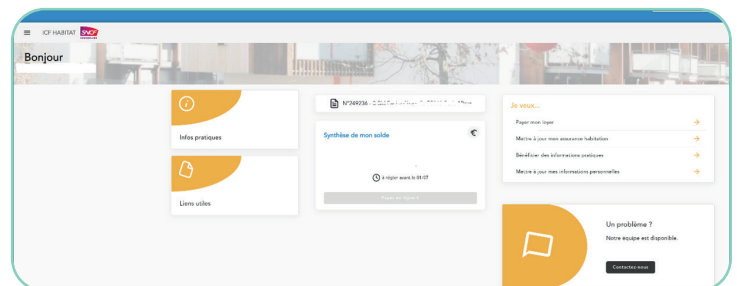 ICF HABITAT SNCF
Bonjour
Infos pratiques
Liens utiles
N°249236
Synthèse de mon solde
€
à régler avant le 01/07
Je veux...
Payer mon loyer
Mettre à jour mon assurance habitation
Bénéficier des informations pratiques
Mettre à jour mes informations personnelles
Un problème ?
Notre équipe est disponible.
Contactez-nous